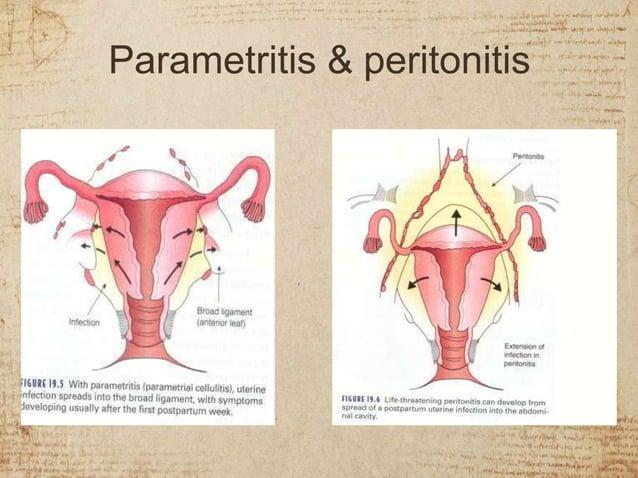 Parametritis & peritonitis
Infection
Broad ligament
(anterior leaf)
FIGURE 19.5 With parametritis (parametrial cellulitis), uterine
infection spreads into the broad ligament, with symptoms
developing usually after the first postpartum week.
Peritonitis
Extension of
infection in
peritonitis
FIGURE 19.6 Life-threatening peritonitis can develop from
spread of a postpartum uterine infection into the abdomi-
nal cavity.